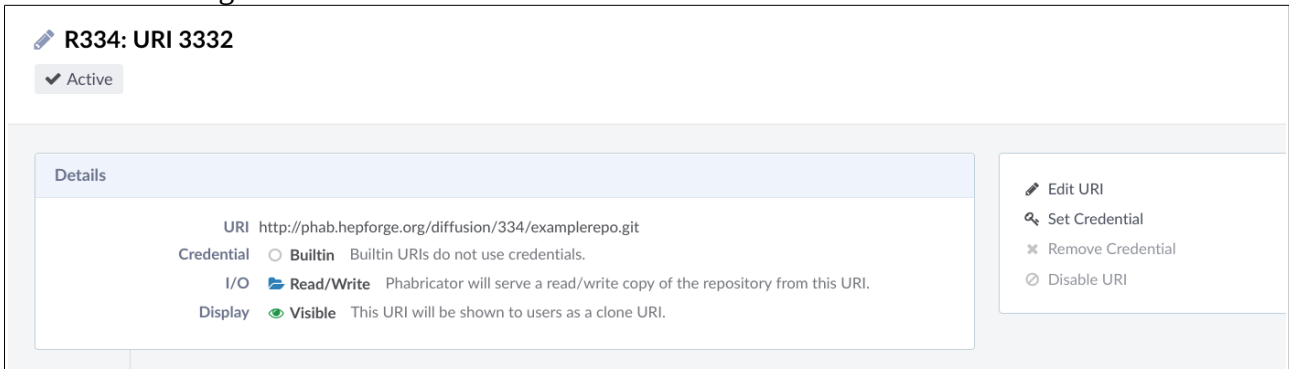 R334: URI 3332
Active
Details
URI http://phab.hepforge.org/diffusion/334/examplerepo.git
Credential Builtin Builtin URIs do not use credentials.
I/O Read/Write Phabricator will serve a read/write copy of the repository from this URI.
Display Visible This URI will be shown to users as a clone URI.
Edit URI
Set Credential
Remove Credential
Disable URI